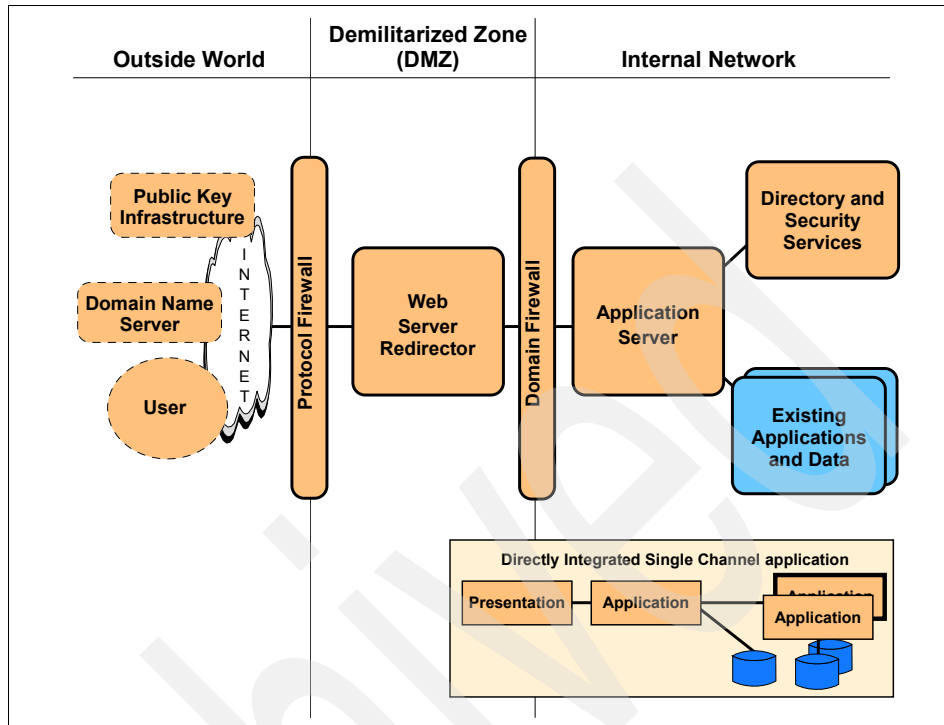 Outside World
Demilitarized Zone
(DMZ)
Internal Network
Public Key
Infrastructure
Domain Name
Server
User
INTERNET
Protocol Firewall
Web
Server
Redirector
Domain Firewall
Application
Server
Directory and
Security
Services
Existing
Applications
and Data
Directly Integrated Single Channel application
Presentation
Application
Application
Application